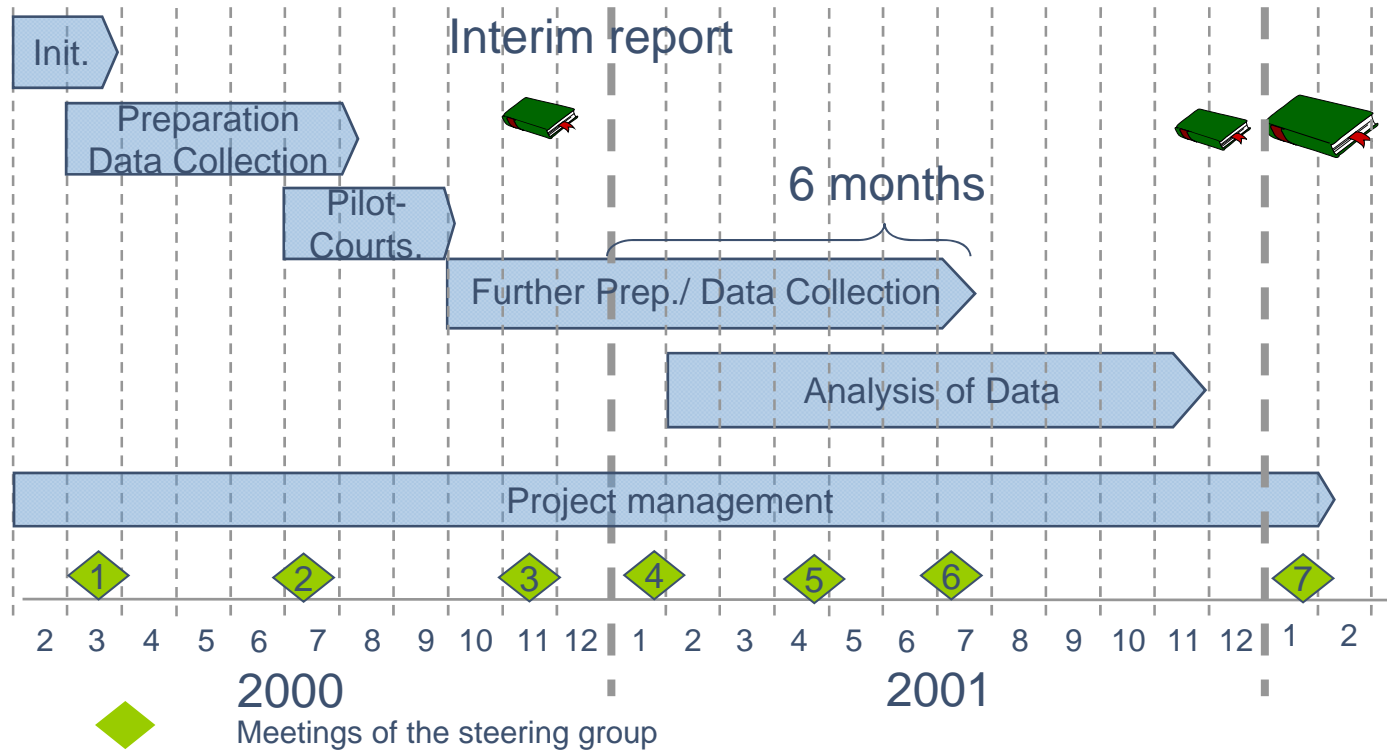 Init.
Interim report
Preparation
Data Collection
6 months
Pilot-
Courts.
Further Prep./ Data Collection
Analysis of Data
Project management
1 2 3 4 5 6 7
2 3 4 5 6 7 8 9 10 11 12 1 2 3 4 5 6 7 8 9 10 11 12 1 2
2000 2001
Meetings of the steering group